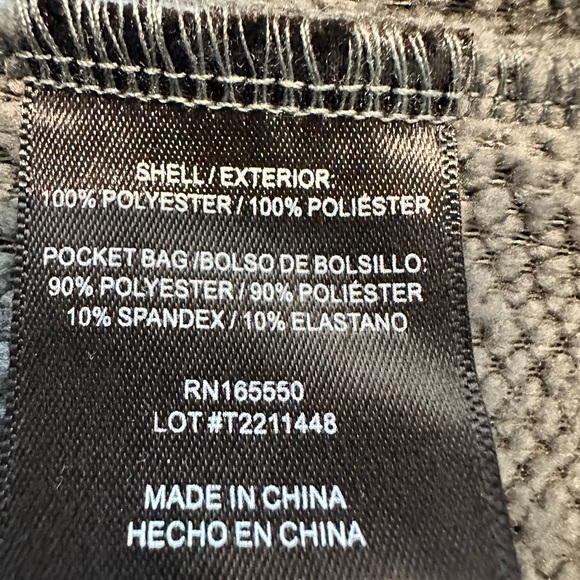 SHELL/EXTERIOR
100% POLYESTER/100% POLIÉSTER
POCKET BAG/BOLSO DE BOLSILLO:
90% POLYESTER/90% POLIÉSTER
10% SPANDEX/10% ELASTANO
RN165550
LOT #T2211448
MADE IN CHINA
HECHO EN CHINA